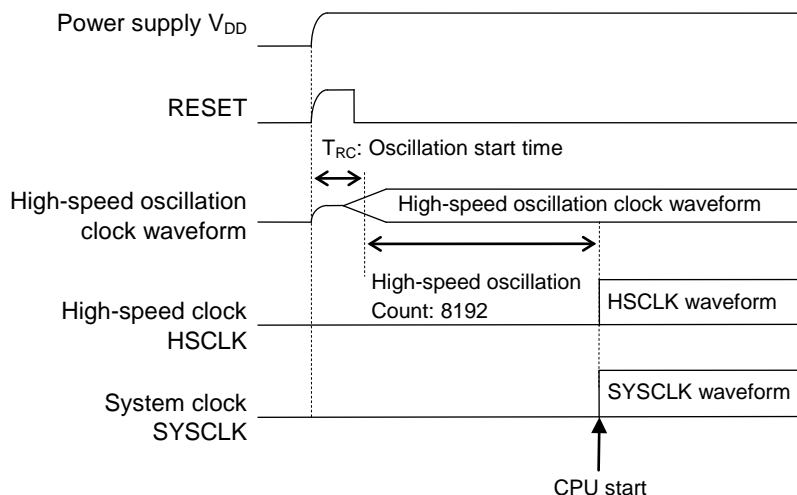 Power supply VDD
RESET
TRC: Oscillation start time
High-speed oscillation
clock waveform
High-speed oscillation clock waveform
High-speed oscillation
Count: 8192
High-speed clock
HSCLK
HSCLK waveform
System clock
SYSCLK
SYSCLK waveform
CPU start